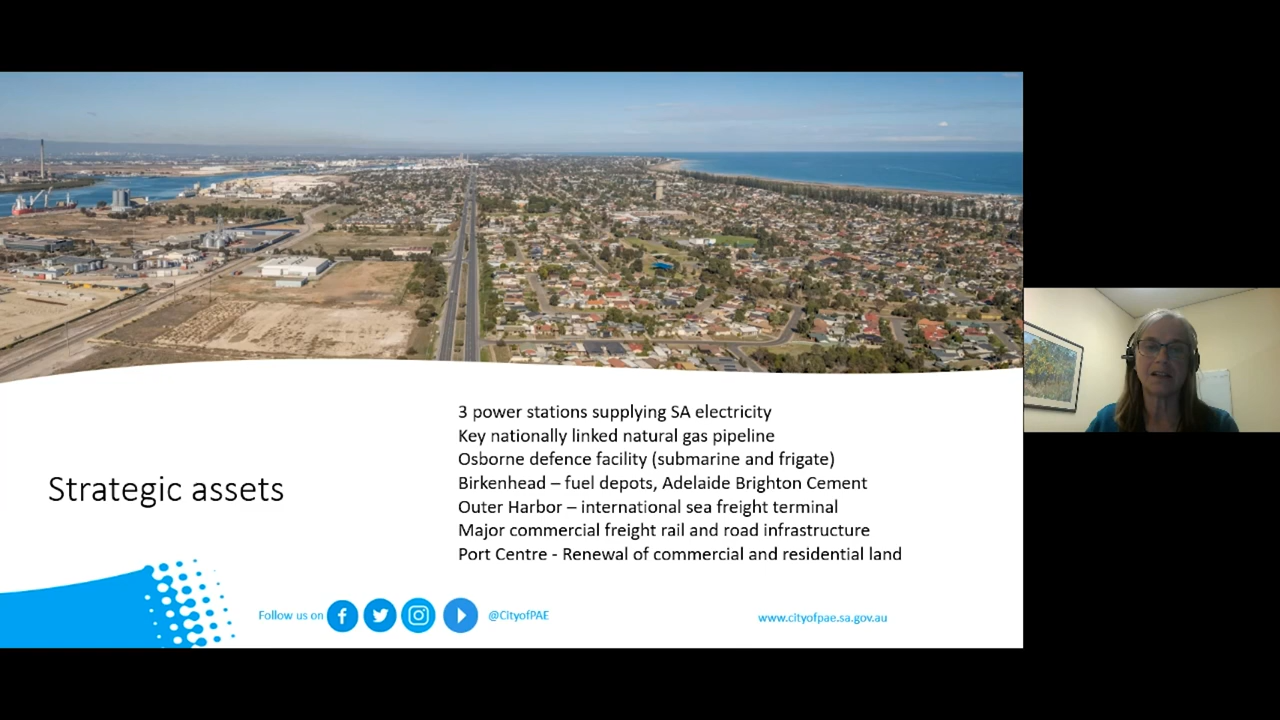 3 power stations supplying SA electricity
Key nationally linked natural gas pipeline
Osborne defence facility (submarine and frigate)
Birkenhead – fuel depots, Adelaide Brighton Cement
Strategic assets
Outer Harbor – international sea freight terminal
Major commercial freight rail and road infrastructure
Port Centre - Renewal of commercial and residential land
Follow us on
@CityofPAE
www.cityofpae.sa.gov.au